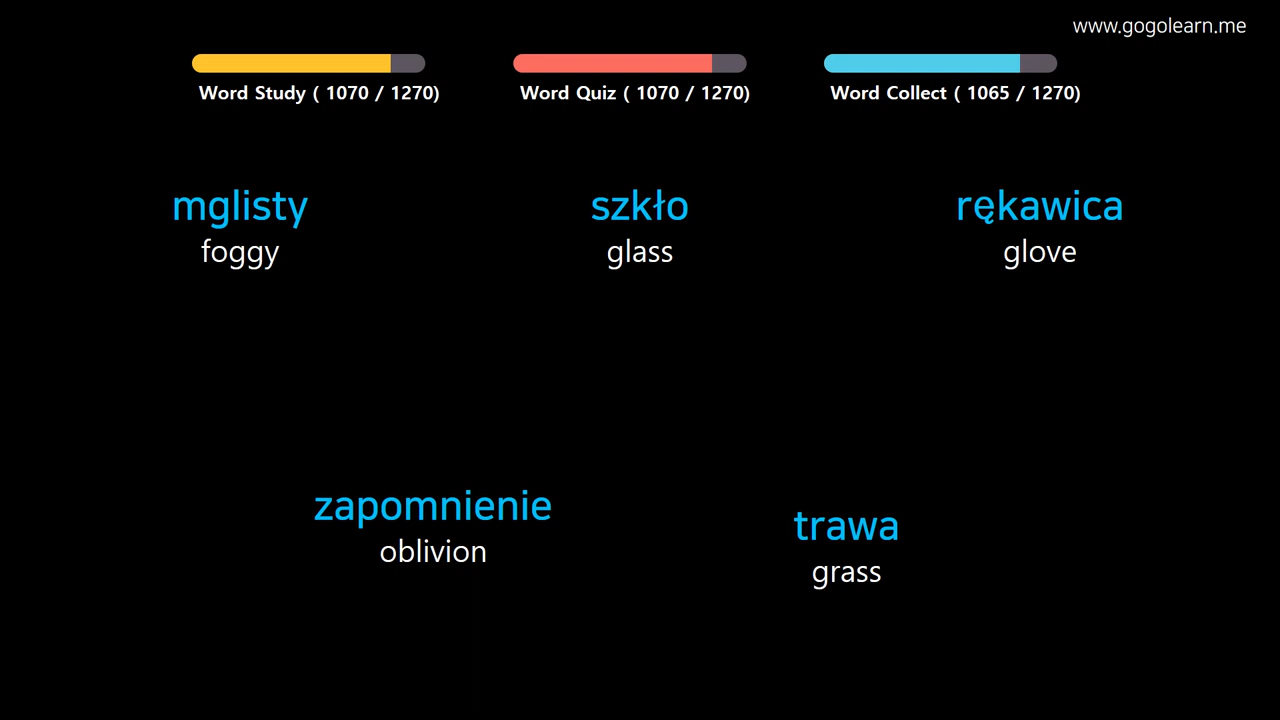 www.gogolearn.me
Word Study ( 1070 / 1270)
Word Quiz ( 1070 / 1270)
Word Collect ( 1065 / 1270)
mglisty
foggy
szkło
glass
rękawica
glove
zapomnienie
oblivion
trawa
grass